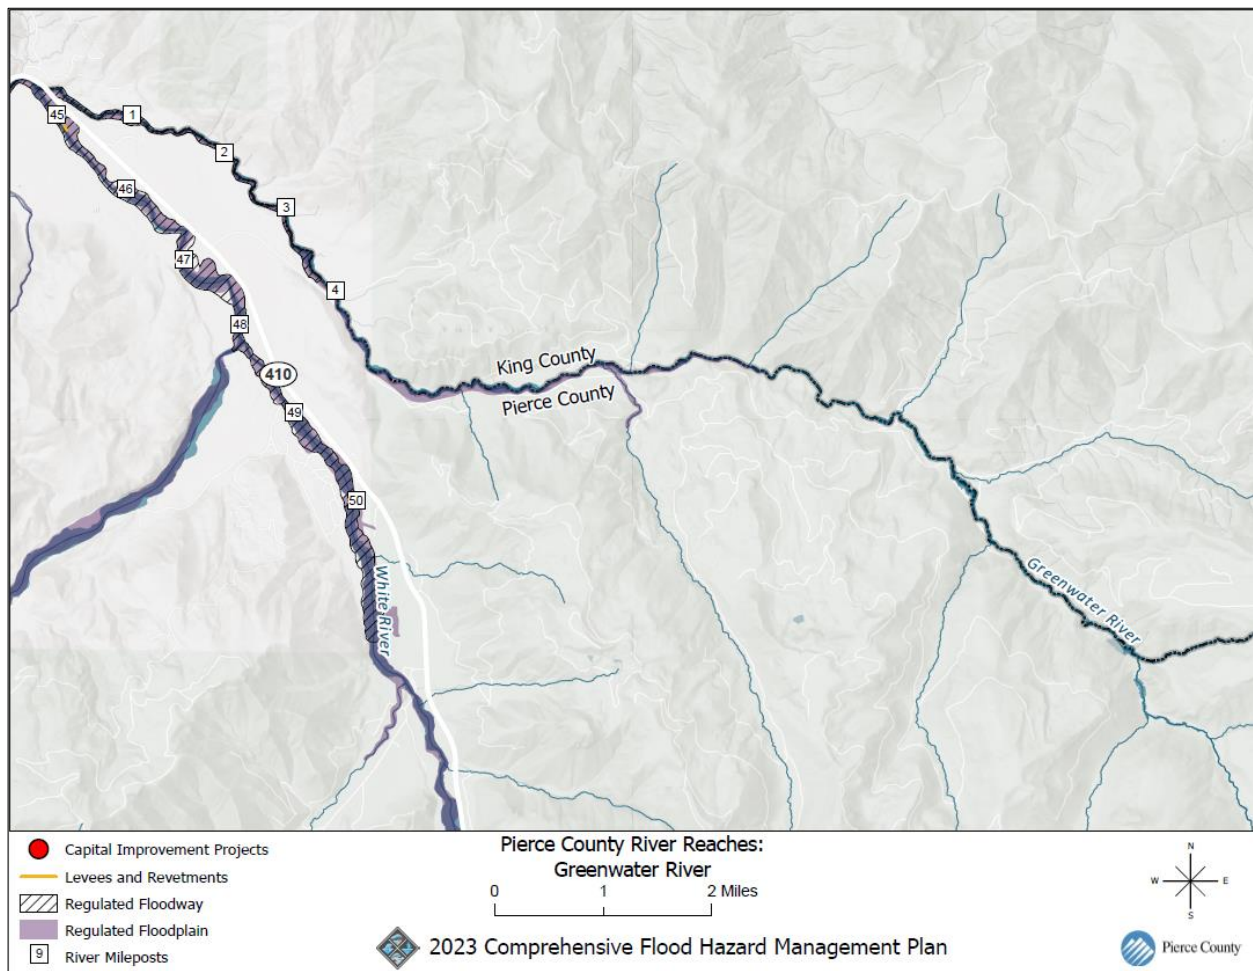 45
1
2
46
3
47
4
48
King County
410
Pierce County
49
50
White River
Greenwater River
Capital Improvement Projects
Levees and Revetments
Regulated Floodway
Regulated Floodplain
9 River Mileposts
Pierce County River Reaches:
Greenwater River
0 1 2 Miles
2023 Comprehensive Flood Hazard Management Plan
N
W E
S
Pierce County